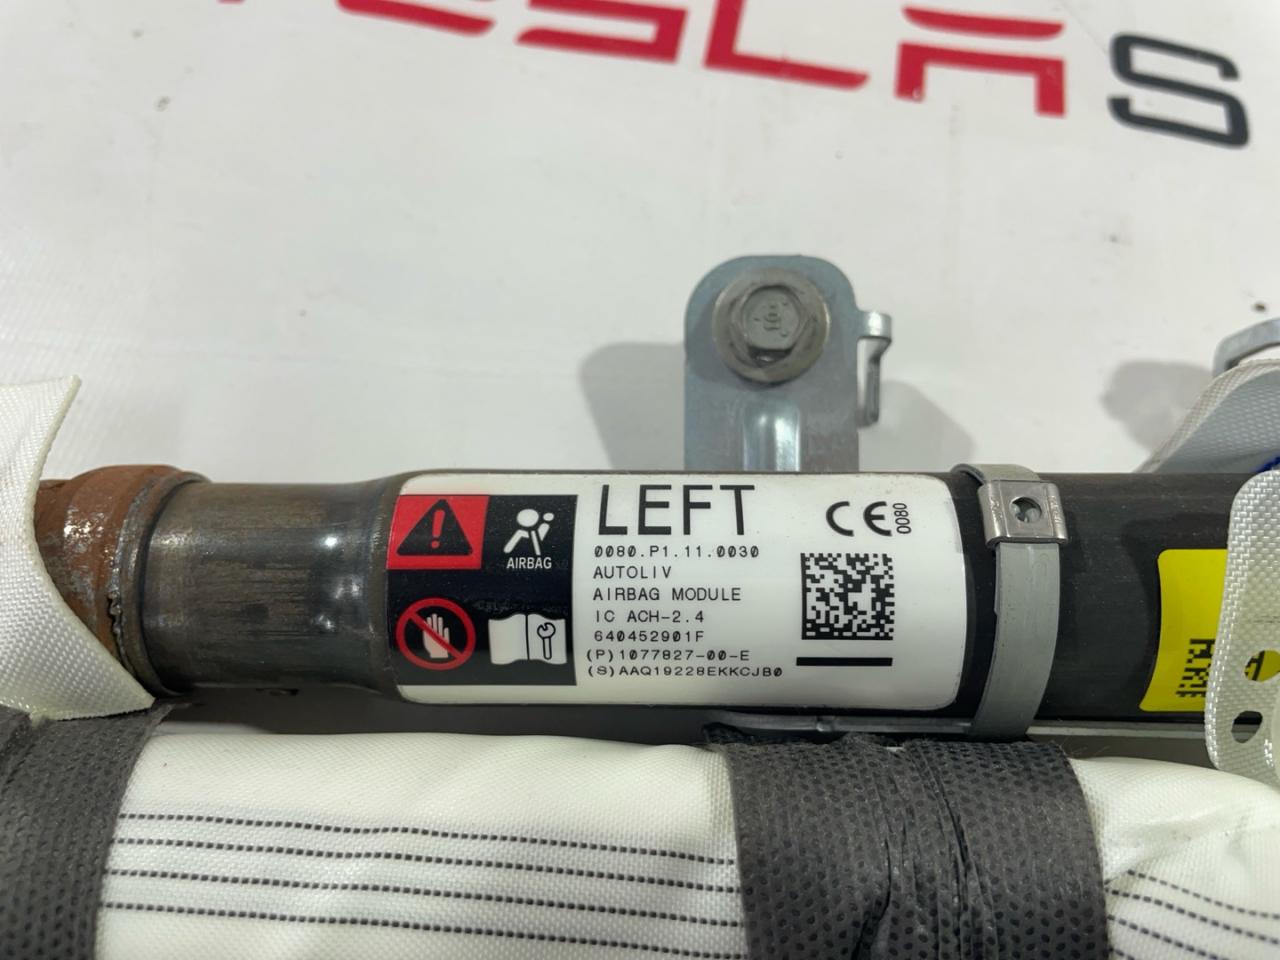 TESLA S
LEFT
CE
0080
0080.P1.11.0030
AUTOLIV
AIRBAG MODULE
IC ACH-2.4
640452901F
(P)1077827-00-E
(S)AAQ19228EKKCJB0
AIRBAG